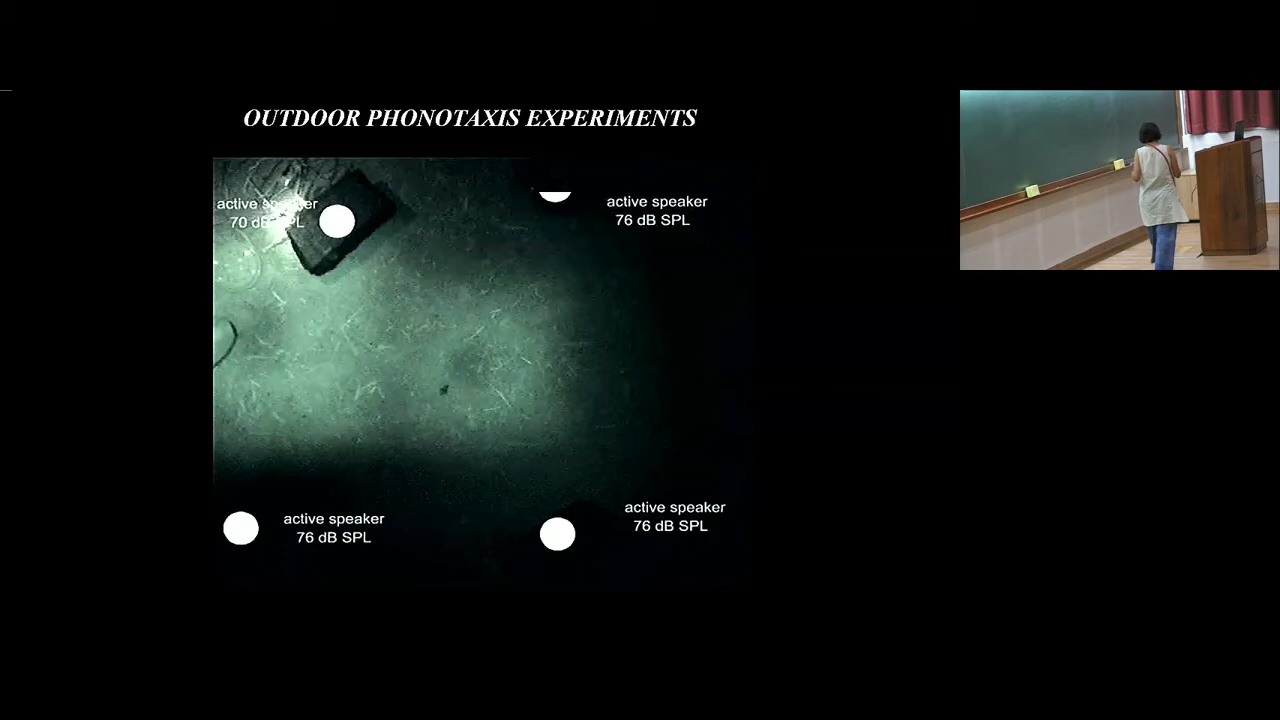 OUTDOOR PHONOTAXIS EXPERIMENTS
active speaker
70 dB SPL
active speaker
76 dB SPL
active speaker
76 dB SPL
active speaker
76 dB SPL